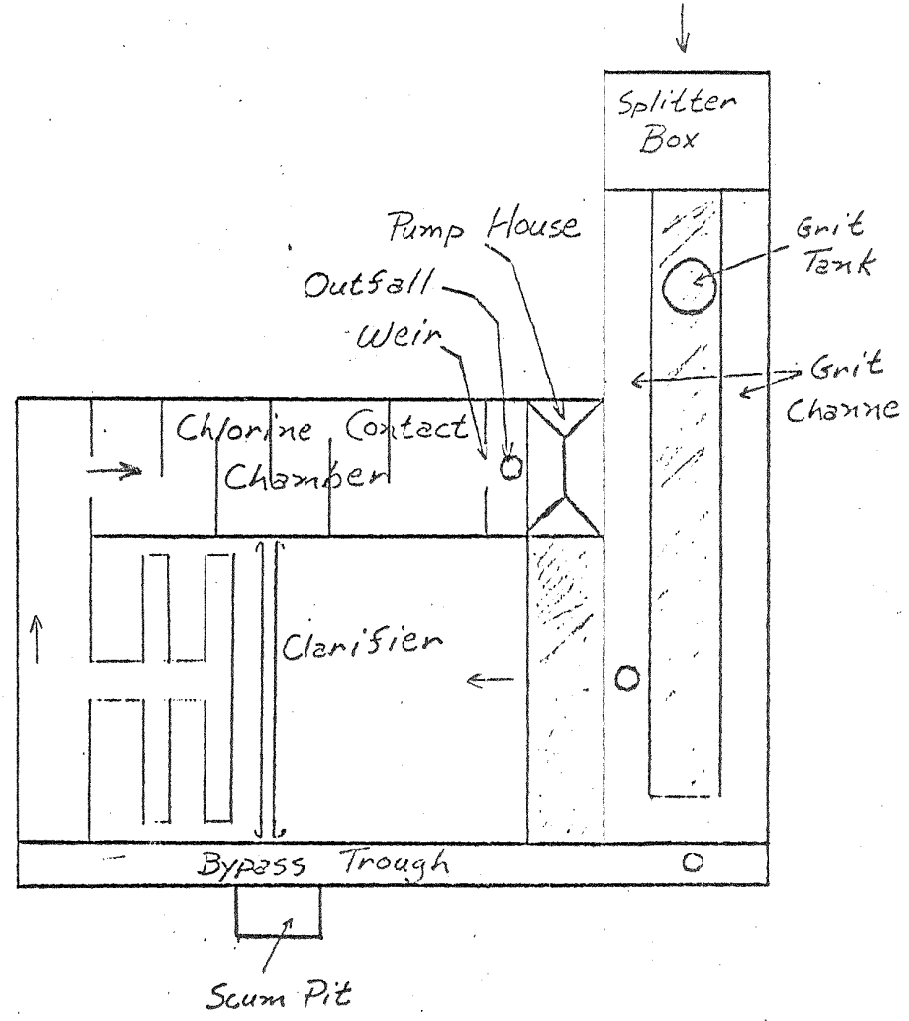 Splitter
Box
Pump House
Grit
Tank
Outfall
Weir
Grit
Channe
Chlorine Contact
Chamber
Clarifier
Bypass Trough
Scum Pit